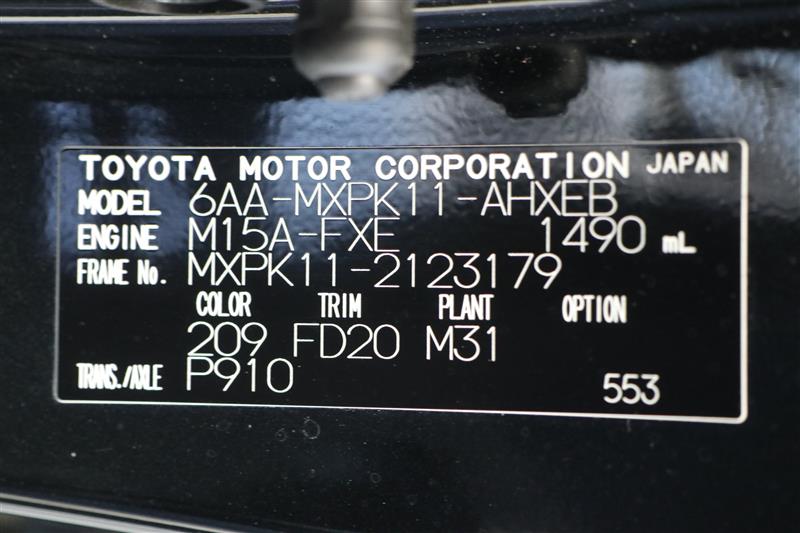 TOYOTA MOTOR CORPORATION JAPAN
MODEL 6AA-MXPK11-AHXEB
ENGINE M15A-FXE 1490 mL
FRAME No. MXPK11-2123179
COLOR TRIM PLANT OPTION
209 FD20 M31
TRANS./AXLE P910 553